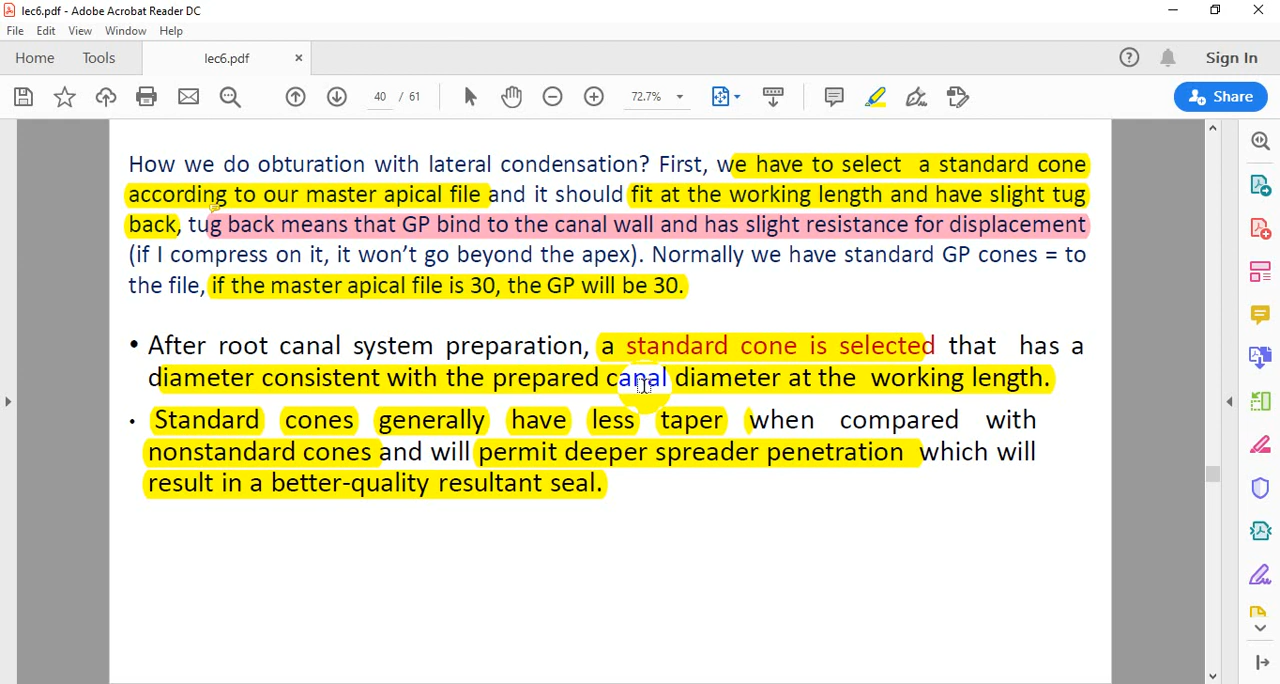 lec6.pdf - Adobe Acrobat Reader DC
File Edit View Window Help
Home Tools lec6.pdf × Sign In
40 / 61 72.7% Share
How we do obturation with lateral condensation? First, we have to select a standard cone
according to our master apical file and it should fit at the working length and have slight tug
back, tug back means that GP bind to the canal wall and has slight resistance for displacement
(if I compress on it, it won’t go beyond the apex). Normally we have standard GP cones = to
the file, if the master apical file is 30, the GP will be 30.
• After root canal system preparation, a standard cone is selected that has a
diameter consistent with the prepared canal diameter at the working length.
• Standard cones generally have less taper when compared with
nonstandard cones and will permit deeper spreader penetration which will
result in a better-quality resultant seal.